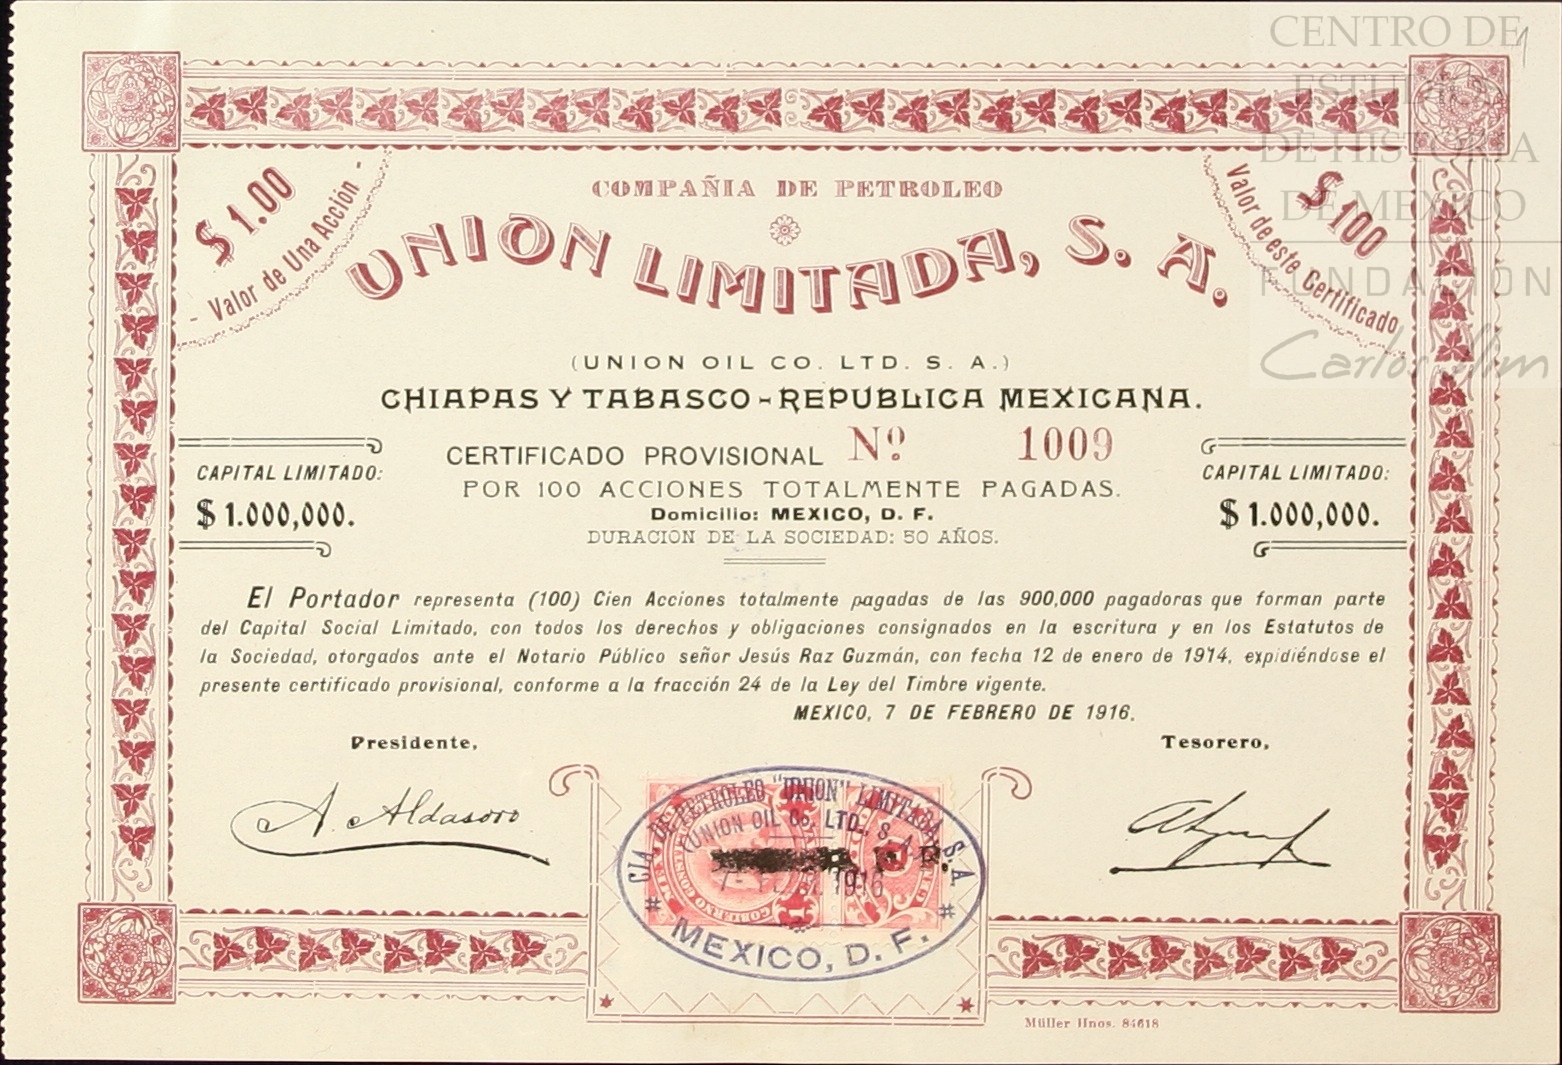 CENTRO DE
ESTUDIOS
DE HISTORIA
DE MEXICO
FUNDACIÓN
Carlos Slim
1
$ 1.00
- Valor de Una Acción -
$ 100
Valor de este Certificado
COMPAÑIA DE PETROLEO
UNION LIMITADA, S. A.
(UNION OIL CO. LTD. S. A.)
CHIAPAS Y TABASCO - REPUBLICA MEXICANA.
CERTIFICADO PROVISIONAL Nº 1009
POR 100 ACCIONES TOTALMENTE PAGADAS.
CAPITAL LIMITADO:
$ 1.000,000.
CAPITAL LIMITADO:
$ 1.000,000.
Domicilio: MEXICO, D. F.
DURACION DE LA SOCIEDAD: 50 AÑOS.
El Portador representa (100) Cien Acciones totalmente pagadas de las 900,000 pagadoras que forman parte
del Capital Social Limitado, con todos los derechos y obligaciones consignados en la escritura y en los Estatutos de
la Sociedad, otorgados ante el Notario Público señor Jesús Raz Guzmán, con fecha 12 de enero de 1914, expidiéndose el
presente certificado provisional, conforme a la fracción 24 de la Ley del Timbre vigente.
MEXICO, 7 DE FEBRERO DE 1916.
Presidente,
Tesorero,
A. Aldasoro
CIA. DE PETROLEO "UNION" LIMITADA, S. A.
(UNION OIL Co. LTD., S. A.)
1916
MEXICO, D. F.
Müller Hnos. 84618